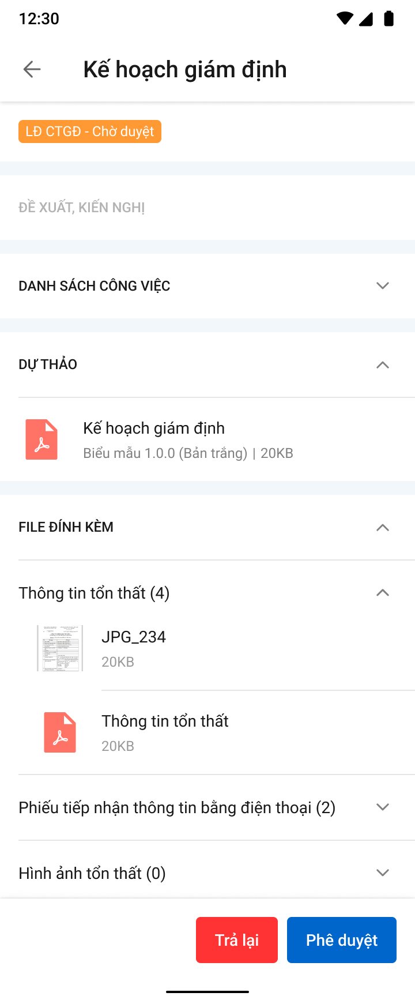 12:30
Kế hoạch giám định
LĐ CTGĐ - Chờ duyệt
ĐỀ XUẤT, KIẾN NGHỊ
DANH SÁCH CÔNG VIỆC
DỰ THẢO
Kế hoạch giám định
Biểu mẫu 1.0.0 (Bản trắng) | 20KB
FILE ĐÍNH KÈM
Thông tin tổn thất (4)
JPG_234
20KB
Thông tin tổn thất
20KB
Phiếu tiếp nhận thông tin bằng điện thoại (2)
Hình ảnh tổn thất (0)
Trả lại
Phê duyệt